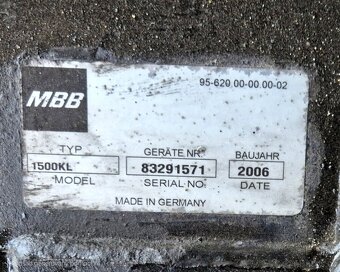 95-620.00-00.00-02
MBB
TYP GERÄTE NR. BAUJAHR
1500KL 83291571 2006
MODEL SERIAL NO. DATE
MADE IN GERMANY